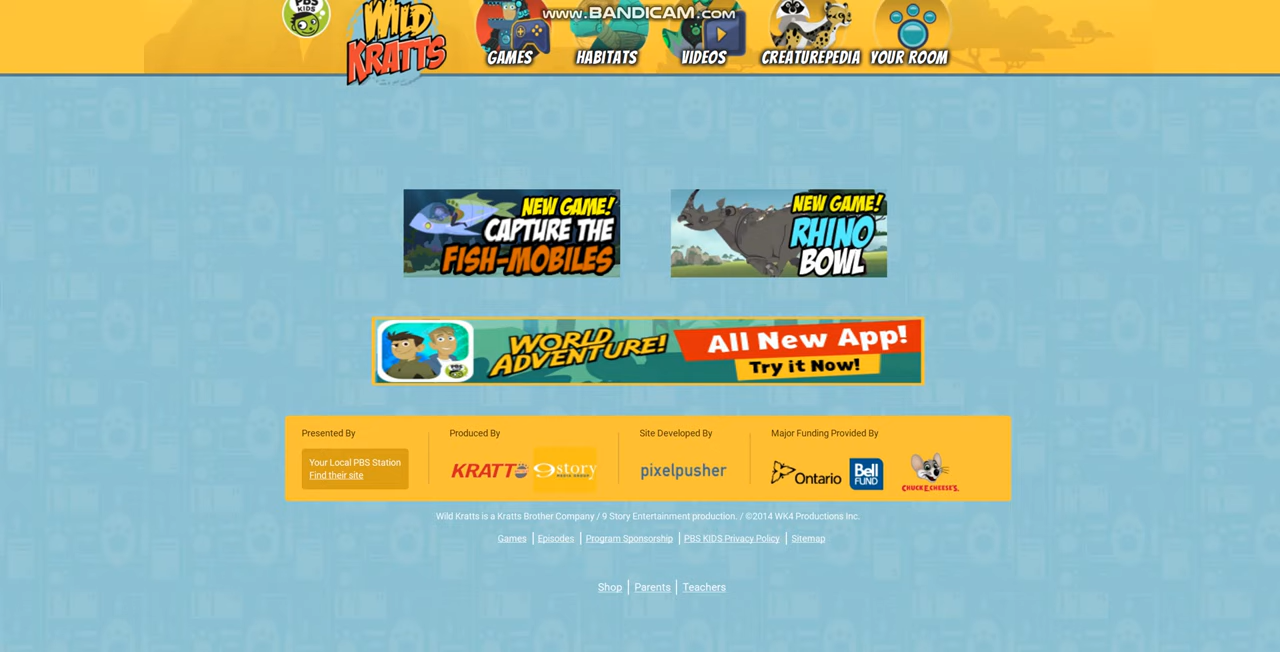 PBS
KIDS
WILD
KRATTS
www.BANDICAM.com
GAMES
HABITATS
VIDEOS
CREATUREPEDIA
YOUR ROOM
NEW GAME!
CAPTURE THE
FISH-MOBILES
NEW GAME!
RHINO
BOWL
WORLD
ADVENTURE!
All New App!
Try it Now!
Presented By
Your Local PBS Station
Find their site
Produced By
KRATT
9story
MEDIA GROUP
Site Developed By
pixelpusher
Major Funding Provided By
Ontario
Bell
FUND
CHUCK E. CHEESE'S
Wild Kratts is a Kratts Brother Company / 9 Story Entertainment production. / ©2014 WK4 Productions Inc.
Games | Episodes | Program Sponsorship | PBS KIDS Privacy Policy | Sitemap
Shop | Parents | Teachers